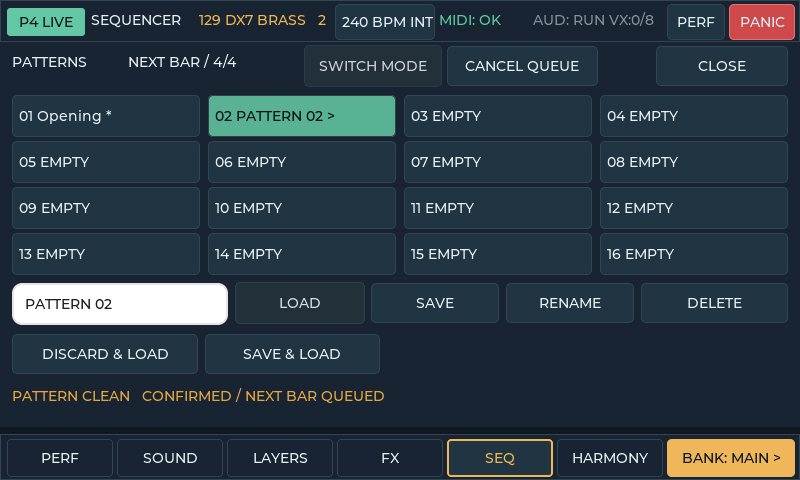 P4 LIVE SEQUENCER 129 DX7 BRASS 2 240 BPM INT MIDI: OK AUD: RUN VX:0/8 PERF PANIC
PATTERNS NEXT BAR / 4/4 SWITCH MODE CANCEL QUEUE CLOSE
01 Opening * 02 PATTERN 02 > 03 EMPTY 04 EMPTY
05 EMPTY 06 EMPTY 07 EMPTY 08 EMPTY
09 EMPTY 10 EMPTY 11 EMPTY 12 EMPTY
13 EMPTY 14 EMPTY 15 EMPTY 16 EMPTY
PATTERN 02 LOAD SAVE RENAME DELETE
DISCARD & LOAD SAVE & LOAD
PATTERN CLEAN CONFIRMED / NEXT BAR QUEUED
PERF SOUND LAYERS FX SEQ HARMONY BANK: MAIN >